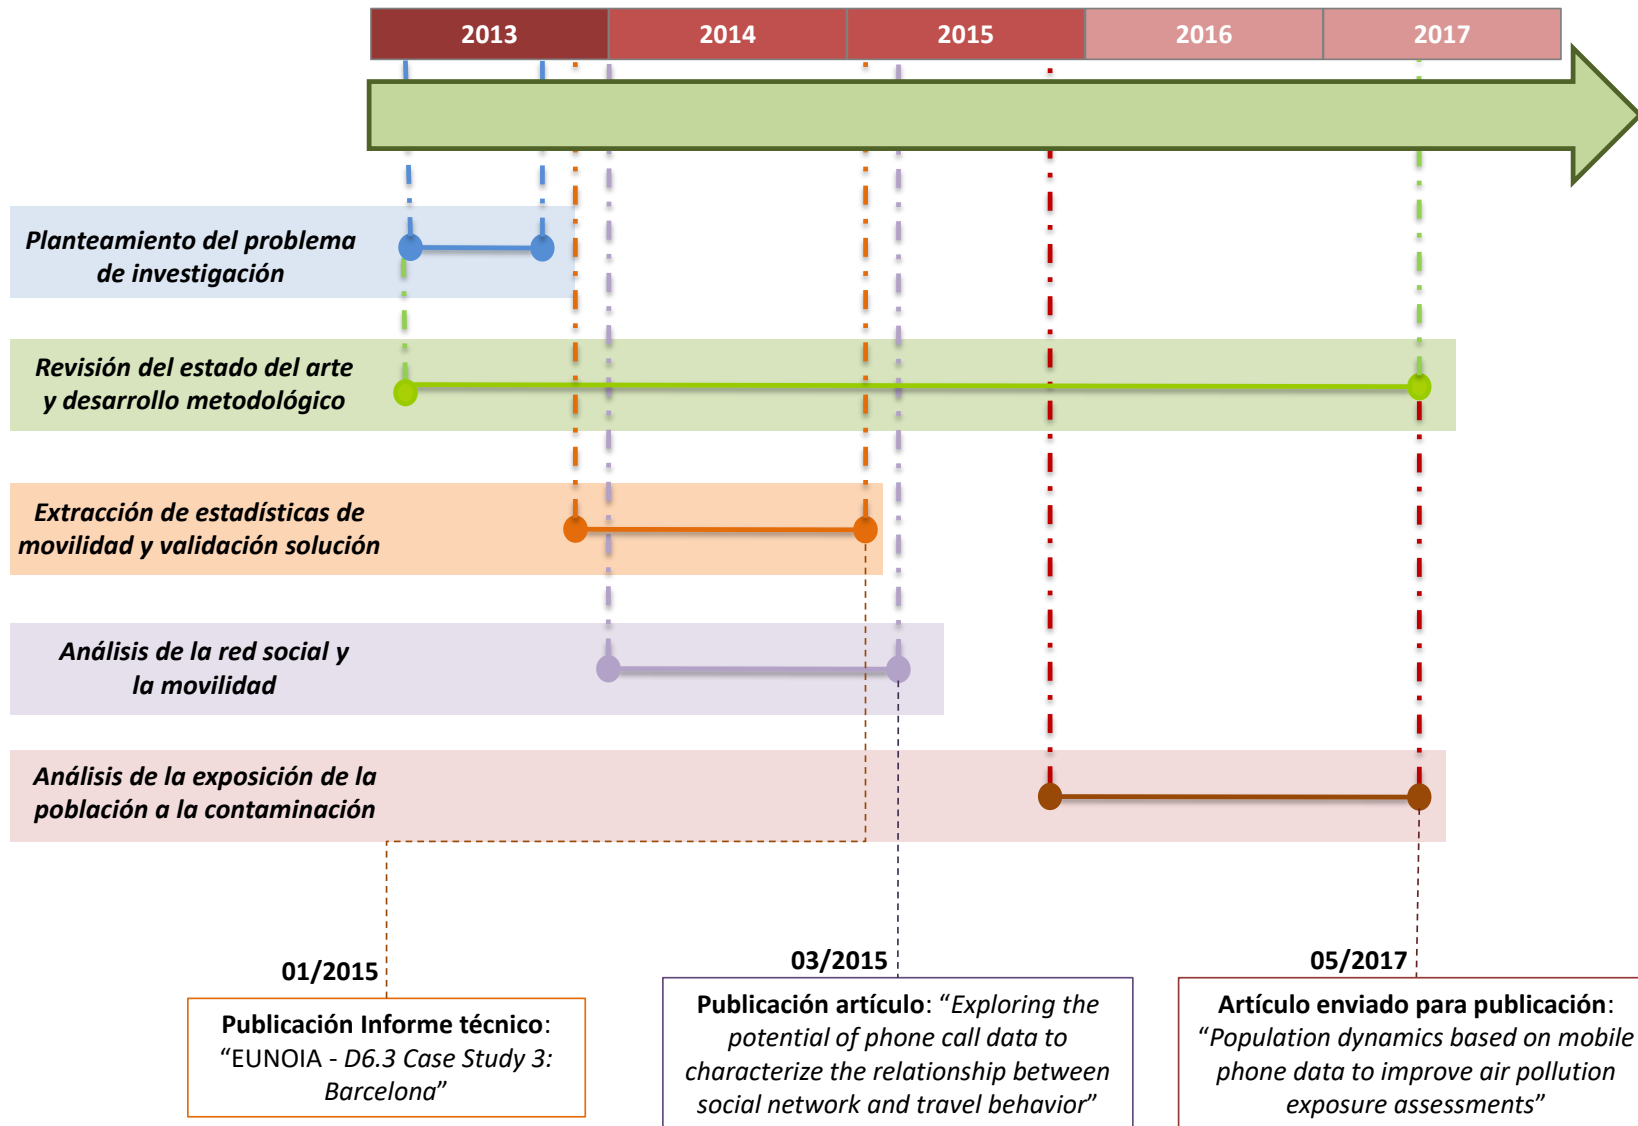 2013
2014
2015
2016
2017
Planteamiento del problema
de investigación
Revisión del estado del arte
y desarrollo metodológico
Extracción de estadísticas de
movilidad y validación solución
Análisis de la red social y
la movilidad
Análisis de la exposición de la
población a la contaminación
01/2015
Publicación Informe técnico:
“EUNOIA - D6.3 Case Study 3:
Barcelona”
03/2015
Publicación artículo: “Exploring the
potential of phone call data to
characterize the relationship between
social network and travel behavior”
05/2017
Artículo enviado para publicación:
“Population dynamics based on mobile
phone data to improve air pollution
exposure assessments”